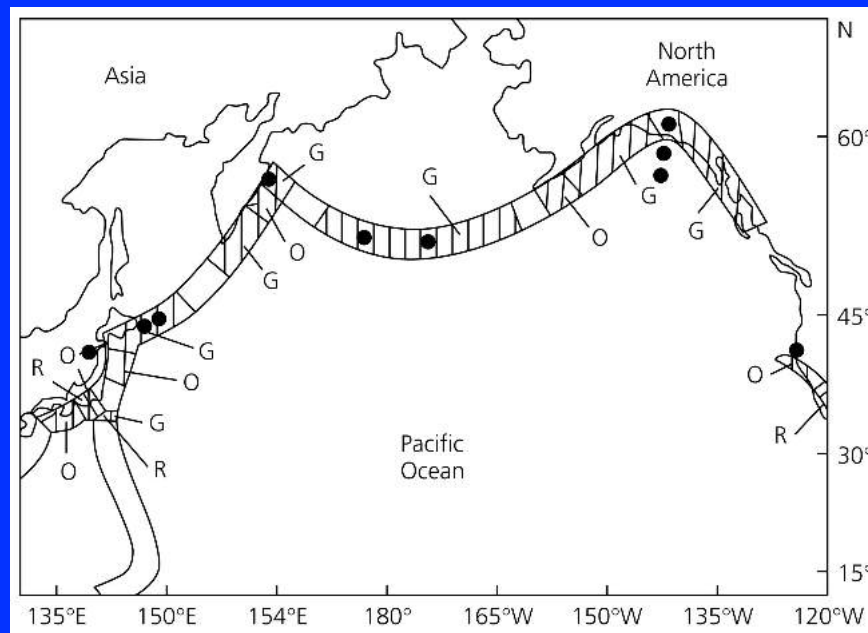 N
Asia
North
America
60°
G
G
G
O
O
G
G
45°
G
O
R
O
O
G
R
O
R
Pacific
Ocean
30°
15°
135°E
150°E
154°E
180°
165°W
150°W
135°W
120°W